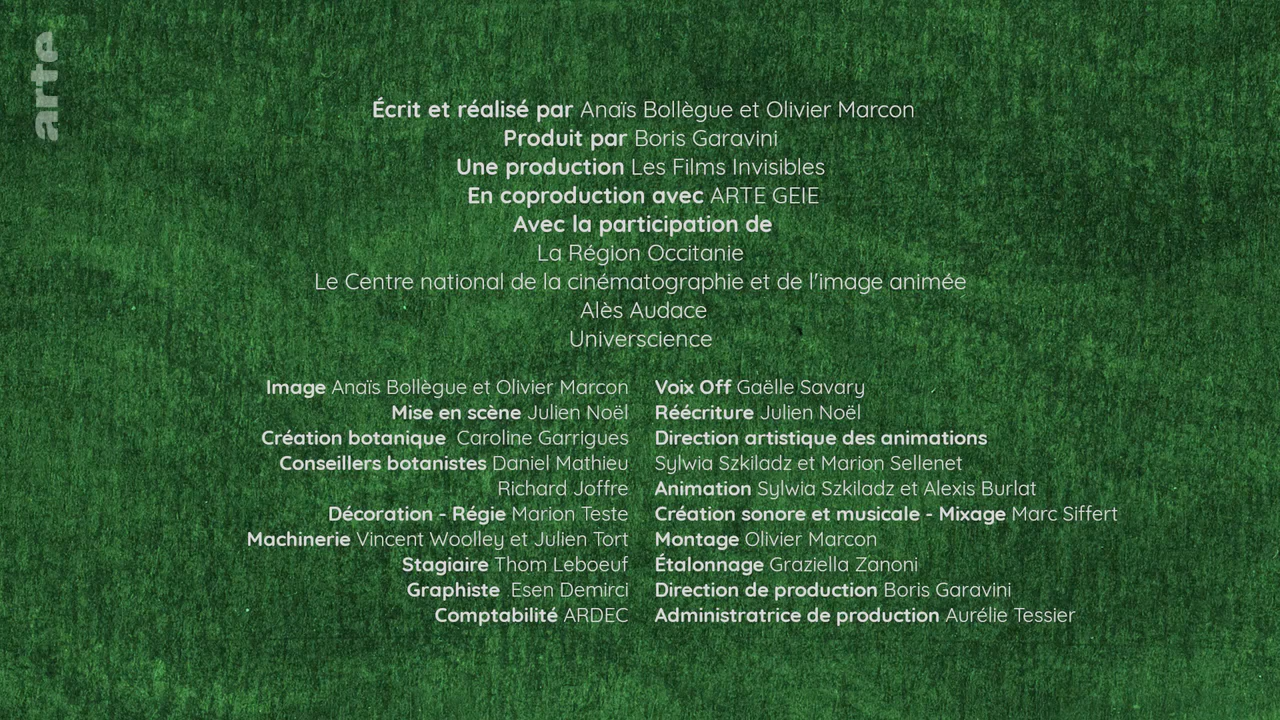 arte
Écrit et réalisé par Anaïs Bollègue et Olivier Marcon
Produit par Boris Garavini
Une production Les Films Invisibles
En coproduction avec ARTE GEIE
Avec la participation de
La Région Occitanie
Le Centre national de la cinématographie et de l'image animée
Alès Audace
Universcience
Image Anaïs Bollègue et Olivier Marcon
Mise en scène Julien Noël
Création botanique Caroline Garrigues
Conseillers botanistes Daniel Mathieu
Richard Joffre
Décoration - Régie Marion Teste
Machinerie Vincent Woolley et Julien Tort
Stagiaire Thom Leboeuf
Graphiste Esen Demirci
Comptabilité ARDEC
Voix Off Gaëlle Savary
Réécriture Julien Noël
Direction artistique des animations
Sylwia Szkiladz et Marion Sellenet
Animation Sylwia Szkiladz et Alexis Burlat
Création sonore et musicale - Mixage Marc Siffert
Montage Olivier Marcon
Étalonnage Graziella Zanoni
Direction de production Boris Garavini
Administratrice de production Aurélie Tessier